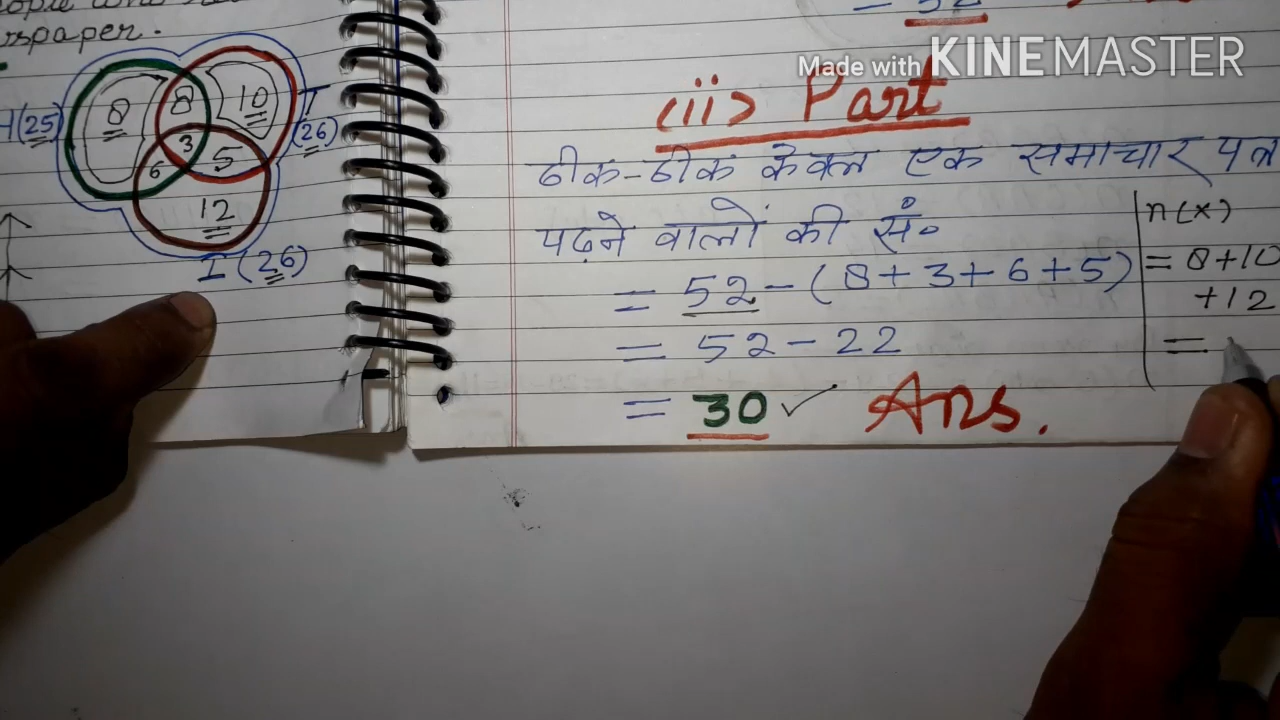 spaper.
H(25)
8
8
10
T
(26)
3
6
5
12
I (26)
Made with KINEMASTER
(ii) Part
ठीक-ठीक केवल एक समाचार पत्र
पढ़ने वालों की सं॰
= 52 - (8+3+6+5)
= 52 - 22
= 30 ✓ Ans.
n(x)
= 8+10
+12
=